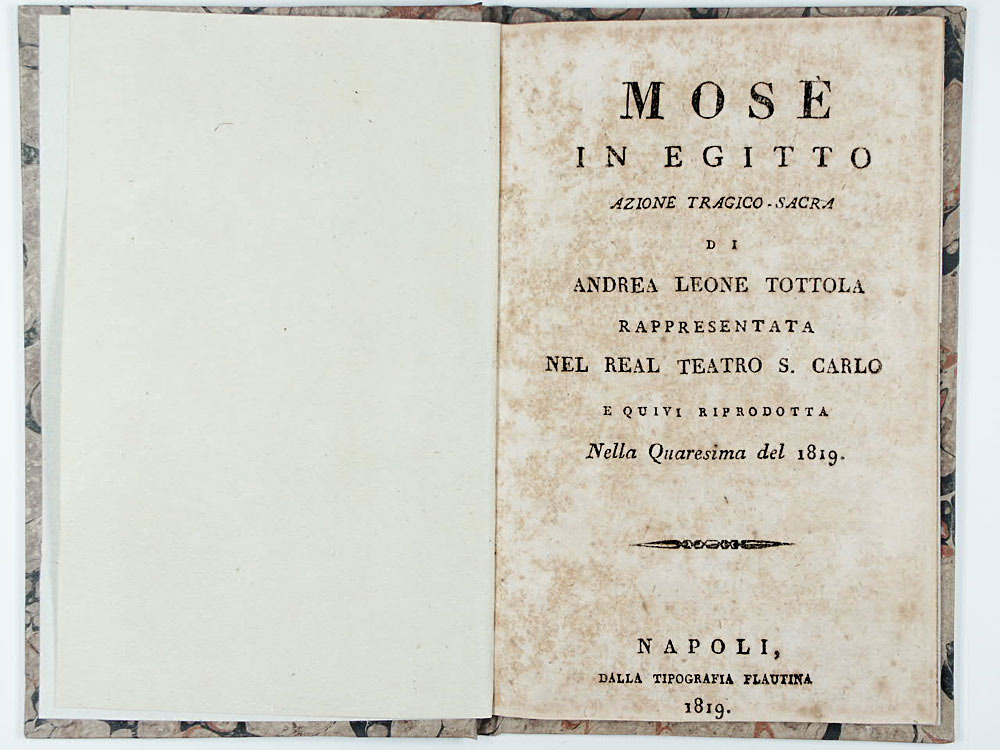 MOSÈ
IN EGITTO
AZIONE TRAGICO-SACRA
DI
ANDREA LEONE TOTTOLA
RAPPRESENTATA
NEL REAL TEATRO S. CARLO
E QUIVI RIPRODOTTA
Nella Quaresima del 1819.
NAPOLI,
DALLA TIPOGRAFIA FLAUTINA
1819.